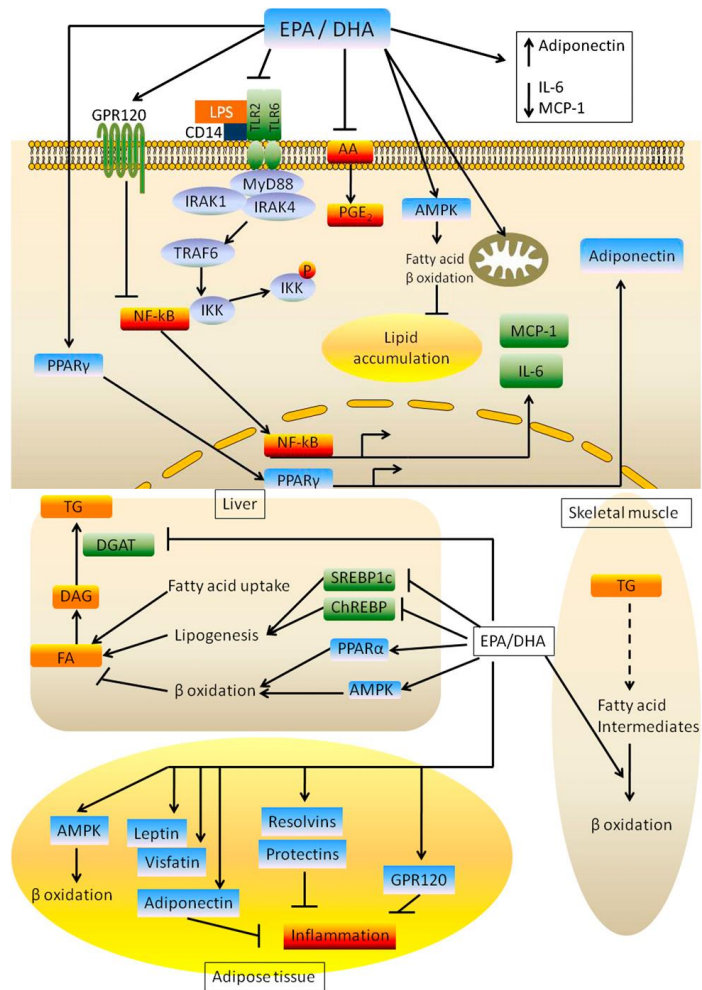 EPA / DHA
Adiponectin
IL-6
MCP-1
GPR120
LPS
CD14
TLR2
TLR6
AA
MyD88
IRAK1
IRAK4
PGE2
AMPK
TRAF6
Fatty acid
β oxidation
Adiponectin
P
IKK
IKK
NF-kB
Lipid
accumulation
MCP-1
IL-6
PPARγ
NF-kB
PPARγ
Liver
TG
DGAT
Skeletal muscle
Fatty acid uptake
SREBP1c
TG
DAG
ChREBP
Lipogenesis
EPA/DHA
FA
PPARα
β oxidation
AMPK
Fatty acid
Intermediates
β oxidation
AMPK
Leptin
Visfatin
Resolvins
Protectins
GPR120
β oxidation
Adiponectin
Inflammation
Adipose tissue